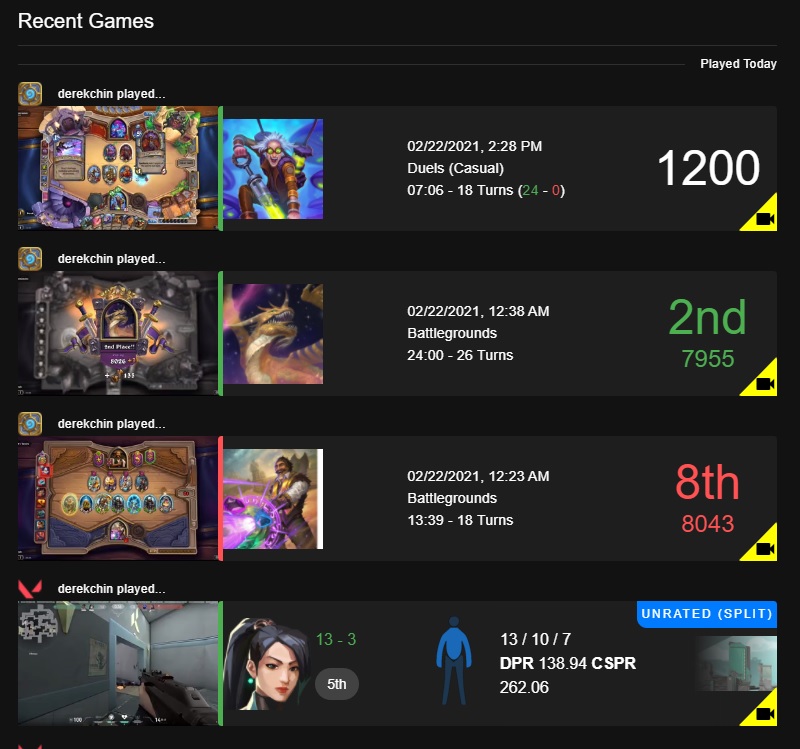 Recent Games
Played Today
derekchin played...
02/22/2021, 2:28 PM
Duels (Casual)
07:06 - 18 Turns (24 - 0)
1200
derekchin played...
2nd Place!
02/22/2021, 12:38 AM
Battlegrounds
24:00 - 26 Turns
2nd
7955
derekchin played...
02/22/2021, 12:23 AM
Battlegrounds
13:39 - 18 Turns
8th
8043
derekchin played...
UNRATED (SPLIT)
13 - 3
5th
13 / 10 / 7
DPR 138.94 CSPR
262.06
100